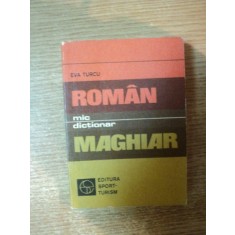 EVA TURCU
ROMÂN
mic
dicționar
MAGHIAR
EDITURA
SPORT-
TURISM